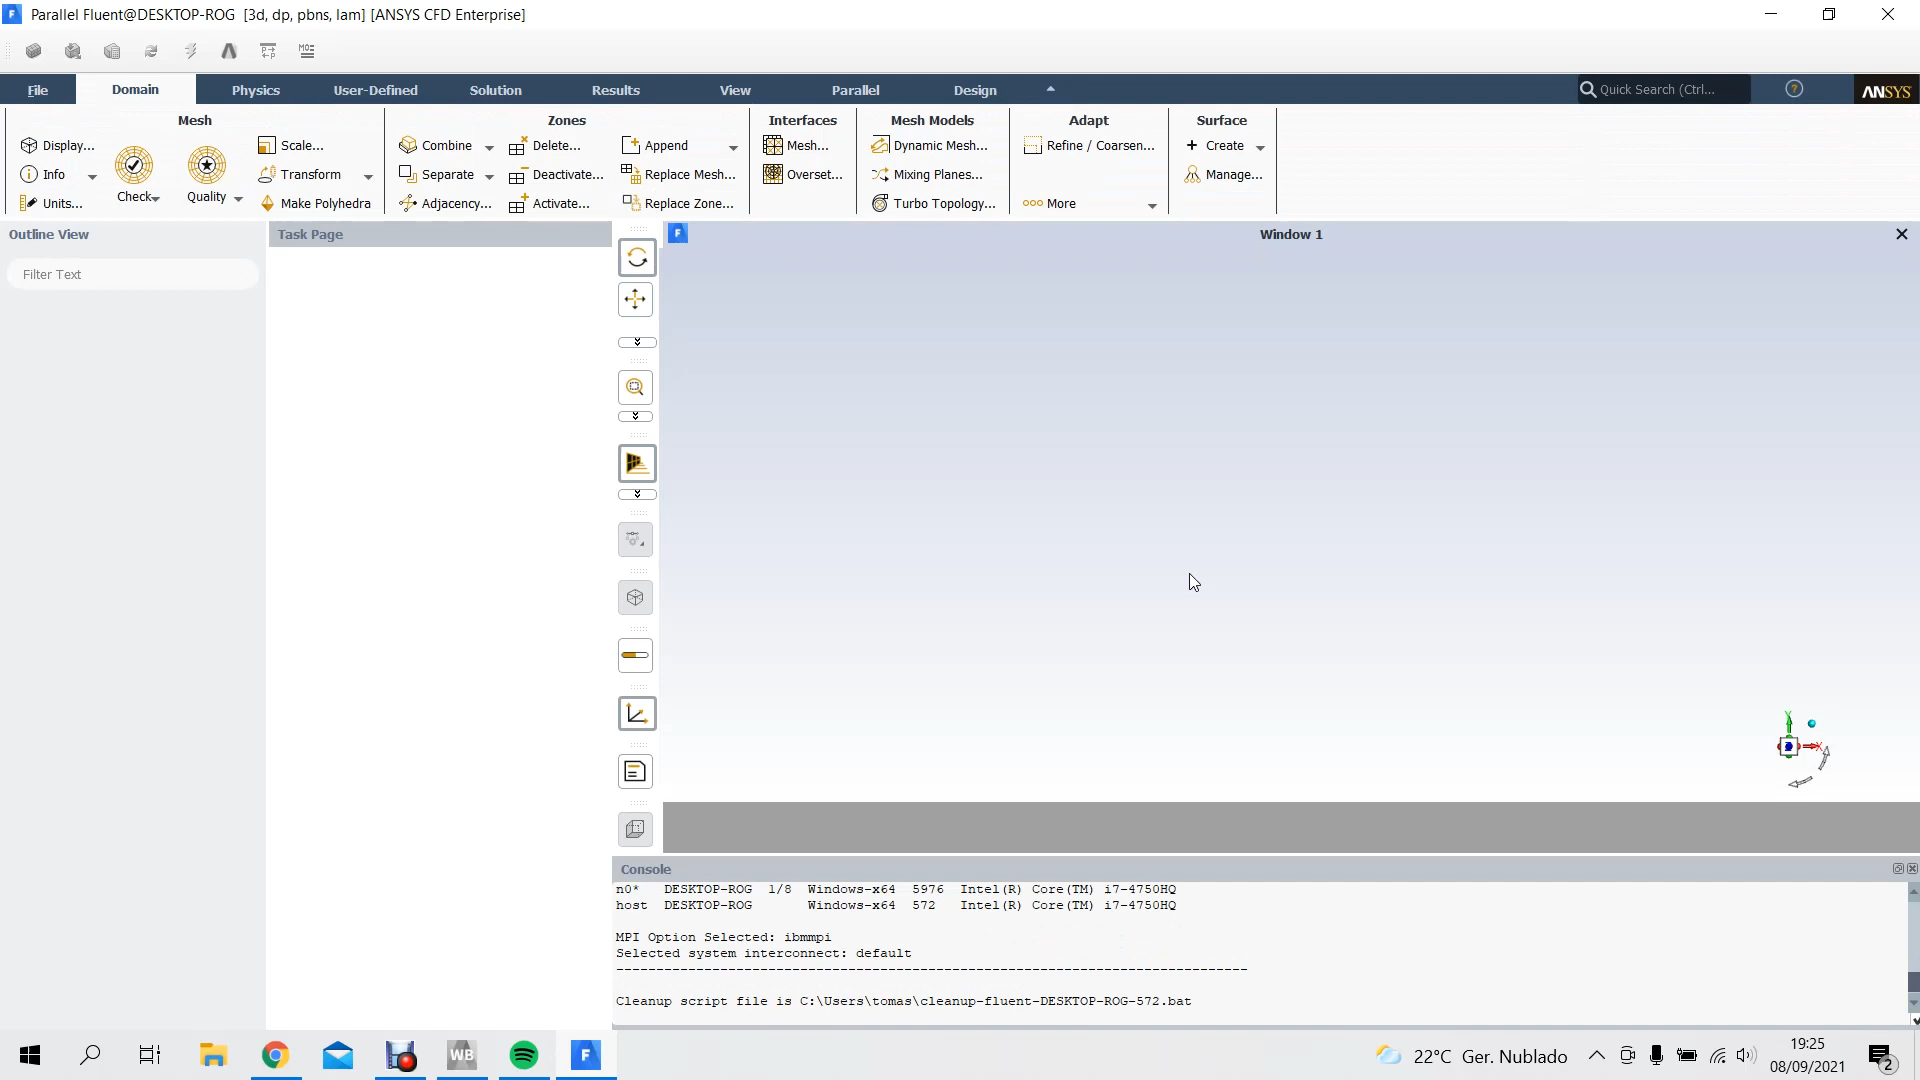 Parallel Fluent@DESKTOP-ROG [3d, dp, pbns, lam] [ANSYS CFD Enterprise]
File Domain Physics User-Defined Solution Results View Parallel Design Quick Search (Ctrl... ANSYS
Mesh Zones Interfaces Mesh Models Adapt Surface
Display... Scale... Combine Delete... Append Mesh... Dynamic Mesh... Refine / Coarsen... Create
Info Transform Separate Deactivate... Replace Mesh... Overset... Mixing Planes... Manage...
Check Quality
Units... Make Polyhedra Adjacency... Activate... Replace Zone... Turbo Topology... More
Outline View Task Page Window 1
Filter Text
Console
n0* DESKTOP-ROG 1/8 Windows-x64 5976 Intel(R) Core(TM) i7-4750HQ
host DESKTOP-ROG Windows-x64 572 Intel(R) Core(TM) i7-4750HQ
MPI Option Selected: ibmmpi
Selected system interconnect: default
-------------------------------------------------------------------------------
Cleanup script file is C:\Users\tomas\cleanup-fluent-DESKTOP-ROG-572.bat
WB F 22°C Ger. Nublado 19:25
08/09/2021 2